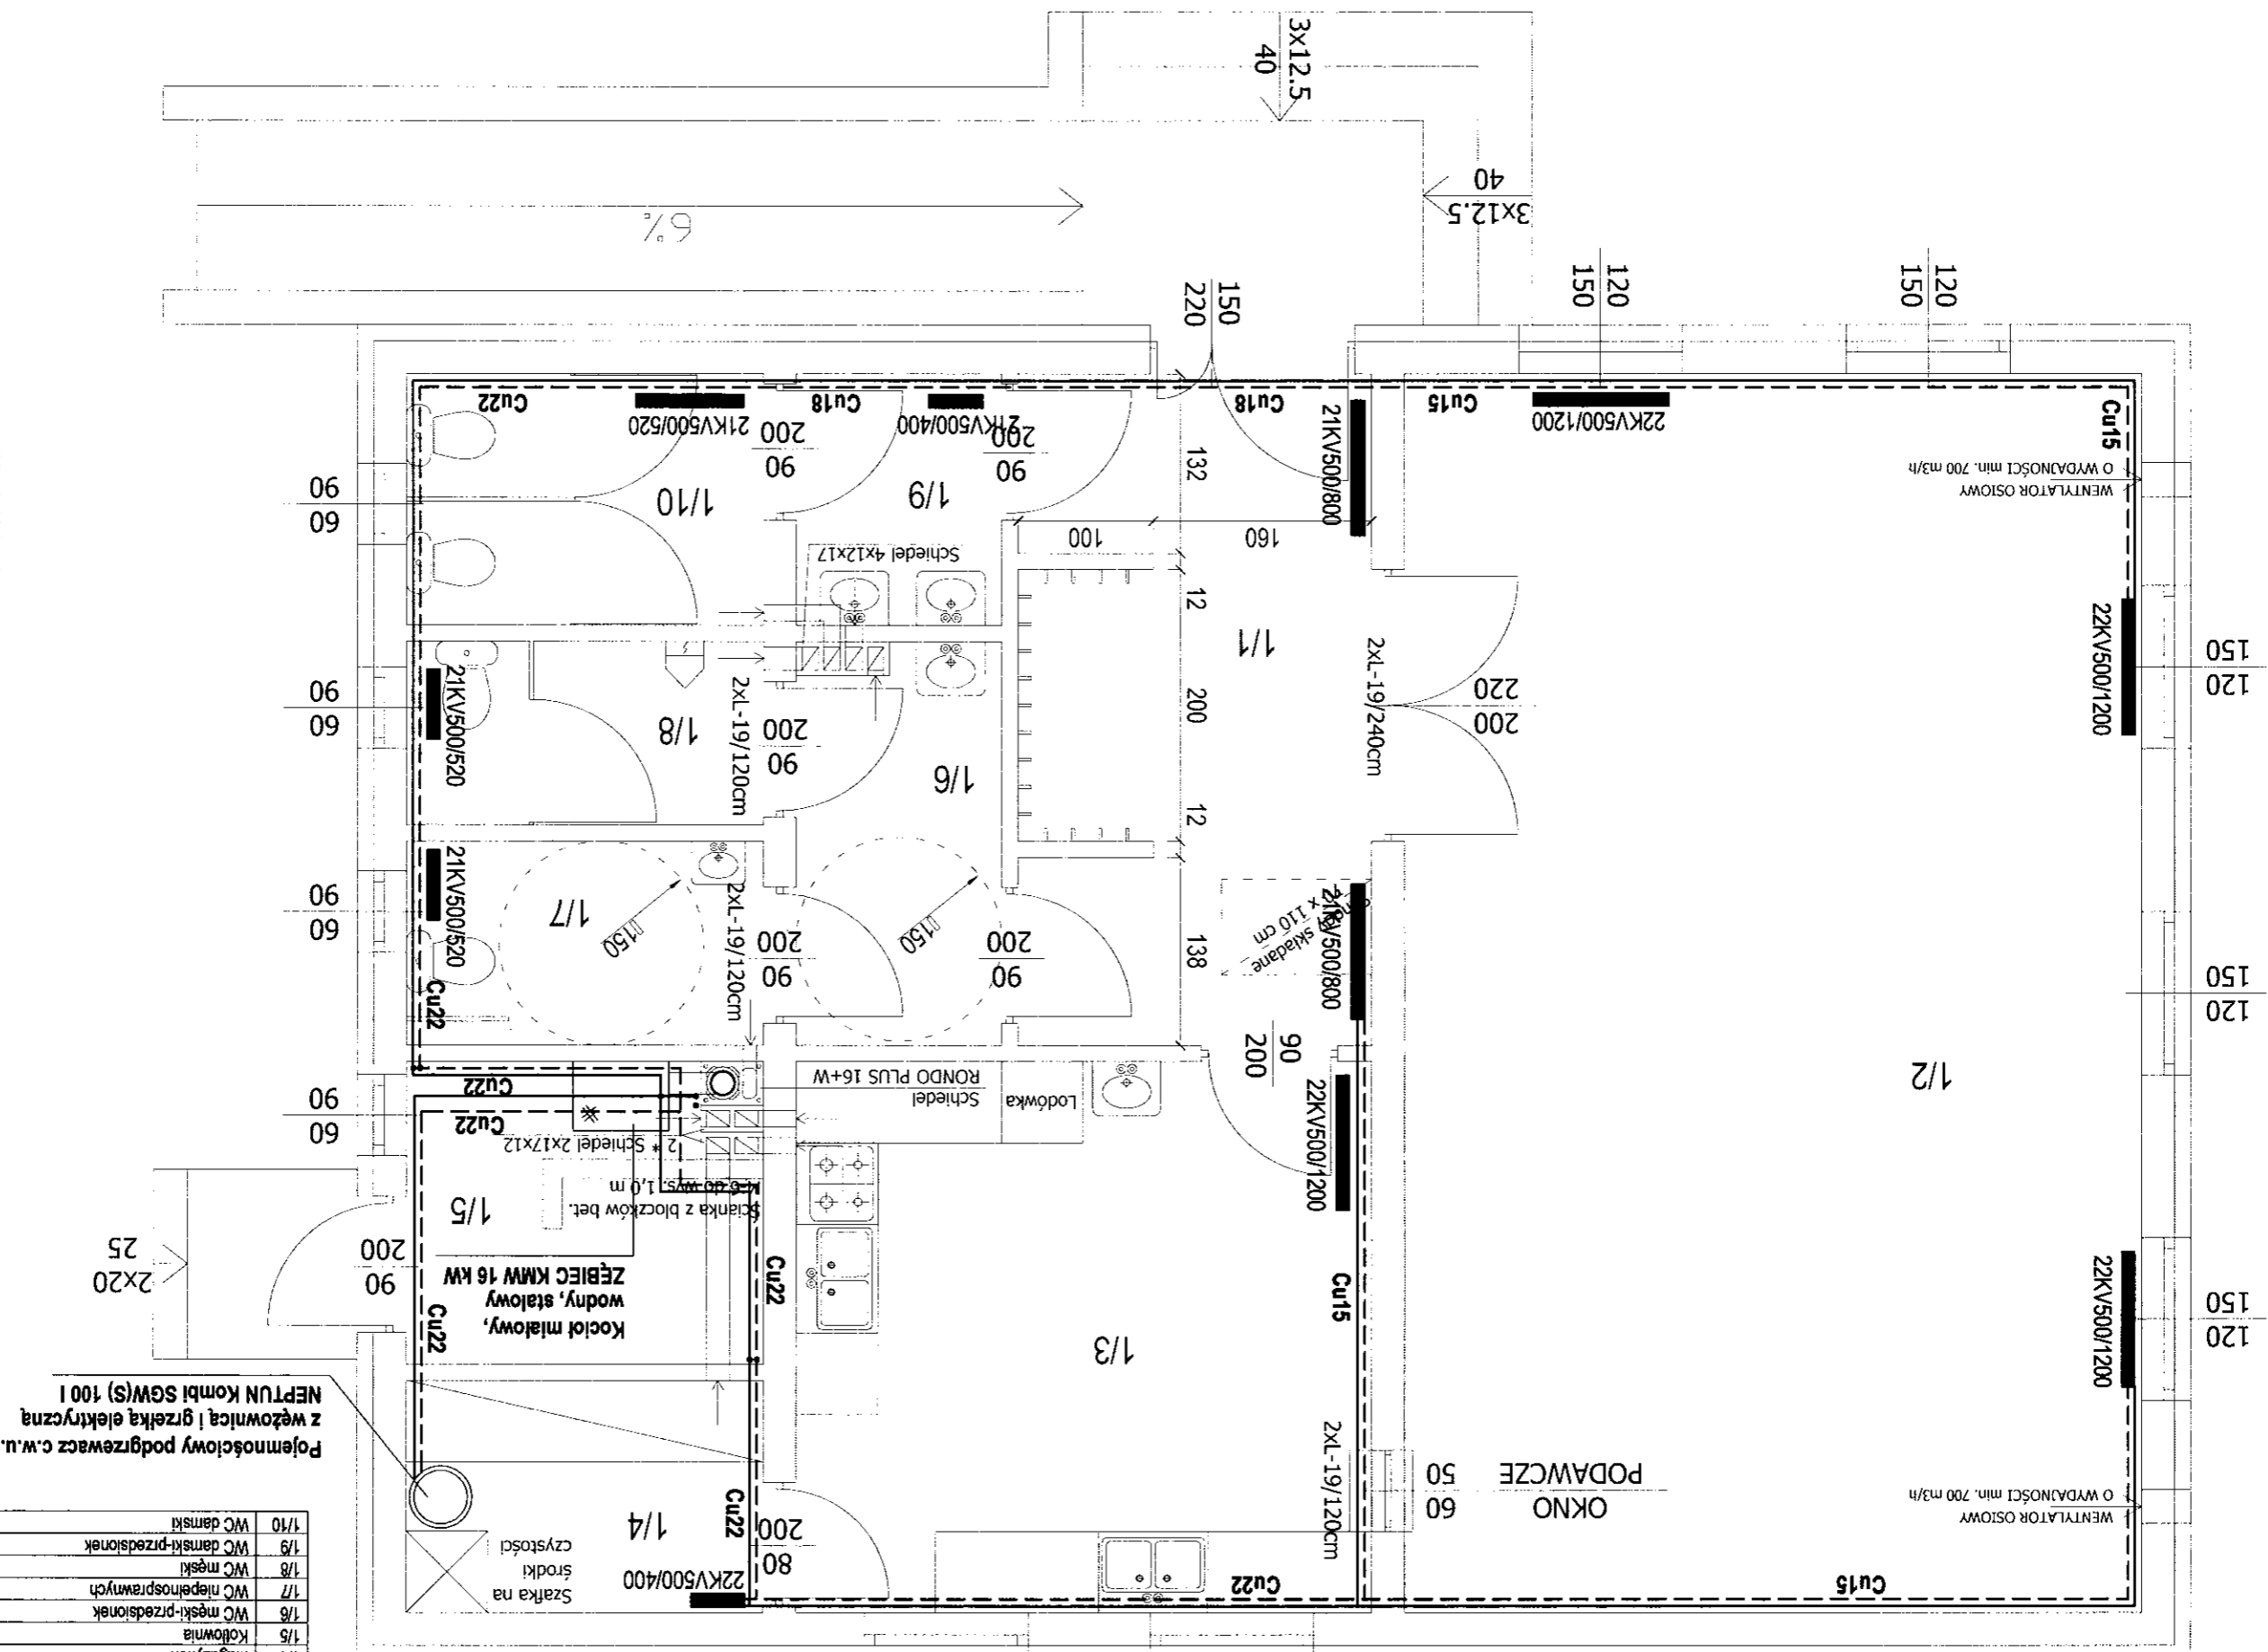 3x12.5
40
3x12.5
40
6%
150
220
120
150
120
150
Cu22
21KV500/520
Cu18
21KV500/400
Cu18
21KV500/800
Cu15
22KV500/1200
Cu15
WENTYLATOR OSIOWY
O WYDAJNOŚCI min. 700 m3/h
90
200
90
200
132
1/10
1/9
60
90
100
160
Schiedel 4x12x17
12
1/1
2xL-19/240cm
22KV500/1200
120
150
21KV500/520
60
90
1/8
2xL-19/120cm
90
200
200
200
220
1/6
12
21KV500/520
60
90
1/7
150
2xL-19/120cm
90
200
150
90
200
138
Schody składane
x 110 cm
21KV500/800
120
150
Cu22
90
200
1/2
Cu22
Schiedel
RONDO PLUS 16+W
Lodówka
22KV500/1200
60
90
Cu22
2 * Schiedel 2x17x12
Ścianka z bloczków bet.
do wys. 1,0 m
1/5
2x20
25
90
200
Kocioł miałowy,
wodny, stalowy
ZĘBIEC KMW 16 kW
Cu22
Cu22
Cu15
1/3
22KV500/1200
120
150
Pojemnościowy podgrzewacz c.w.u.
z wężownicą i grzełką elektryczną
NEPTUN Kombi SGW(S) 100 l
2xL-19/120cm
OKNO
PODAWCZE
60
50
WENTYLATOR OSIOWY
O WYDAJNOŚCI min. 700 m3/h
1/4
Cu22
80
200
Szafka na
środki
czystości
22KV500/400
Cu22
Cu15
1/5 Kotłownia
1/6 WC męski-przedsionek
1/7 WC niepełnosprawnych
1/8 WC męski
1/9 WC damski-przedsionek
1/10 WC damski